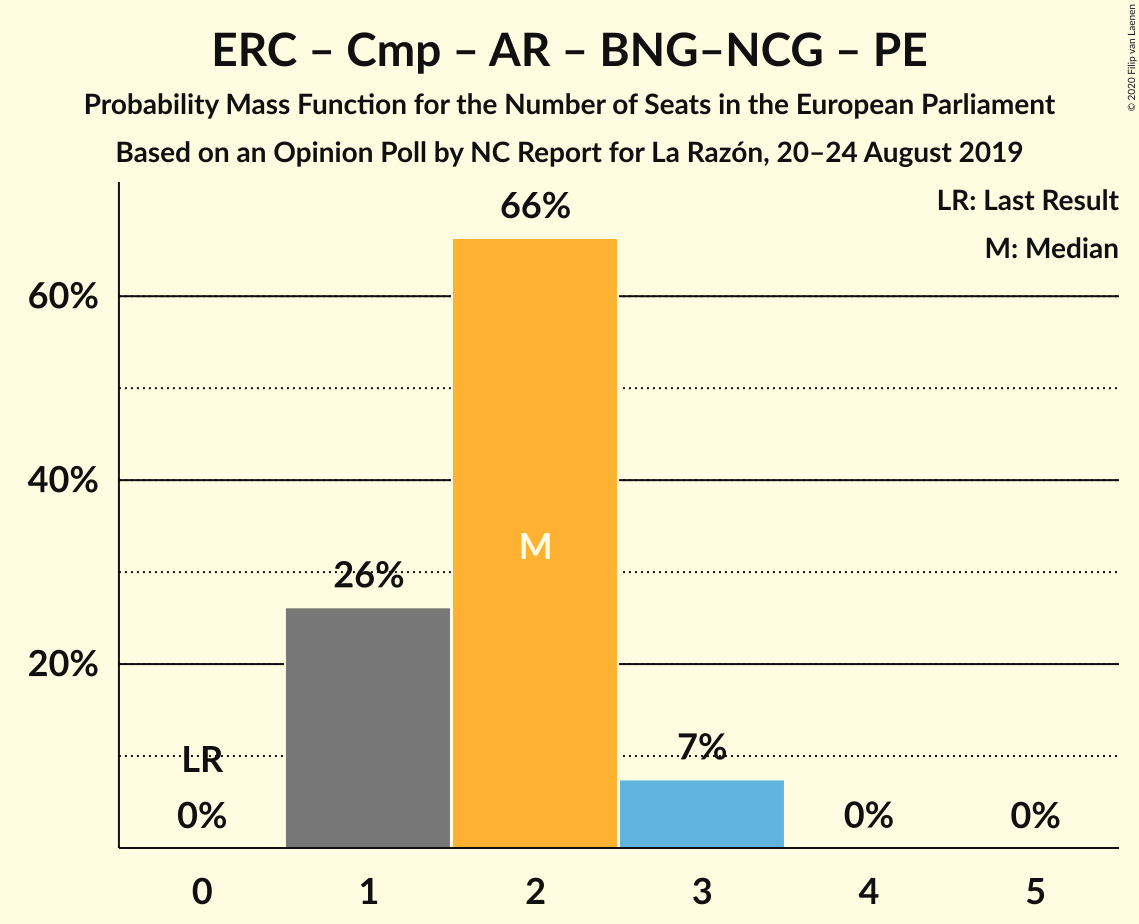 ERC – Cmp – AR – BNG–NCG – PE
Probability Mass Function for the Number of Seats in the European Parliament
Based on an Opinion Poll by NC Report for La Razón, 20–24 August 2019
© 2020 Filip van Laenen
LR: Last Result
M: Median
66%
60%
40%
M
26%
20%
7%
LR
0%
0%
0%
0
1
2
3
4
5